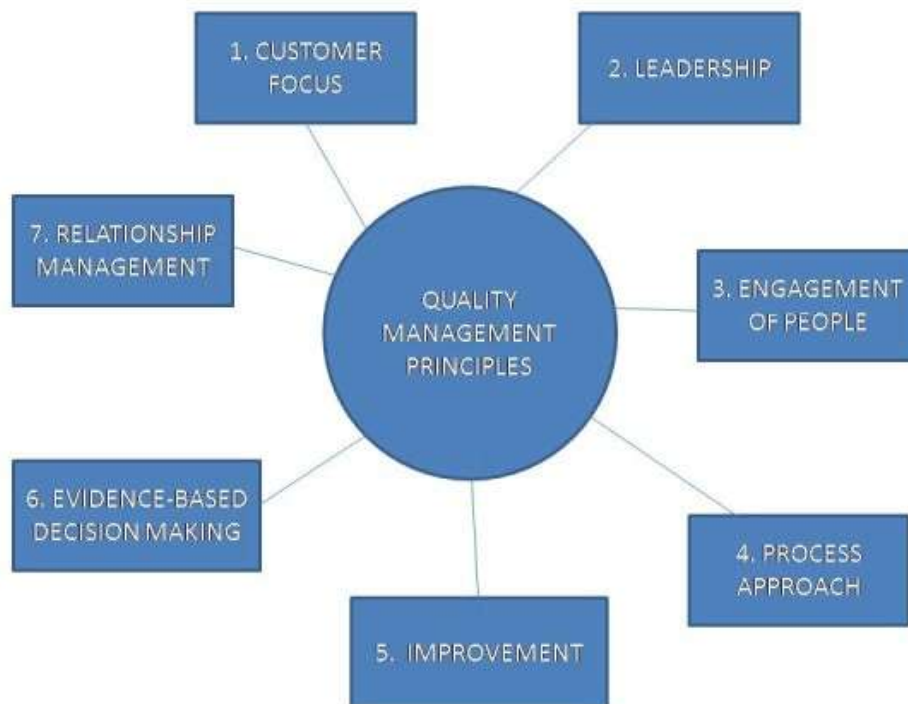 1. CUSTOMER
FOCUS
2. LEADERSHIP
7. RELATIONSHIP
MANAGEMENT
QUALITY
MANAGEMENT
PRINCIPLES
3. ENGAGEMENT
OF PEOPLE
6. EVIDENCE-BASED
DECISION MAKING
4. PROCESS
APPROACH
5. IMPROVEMENT